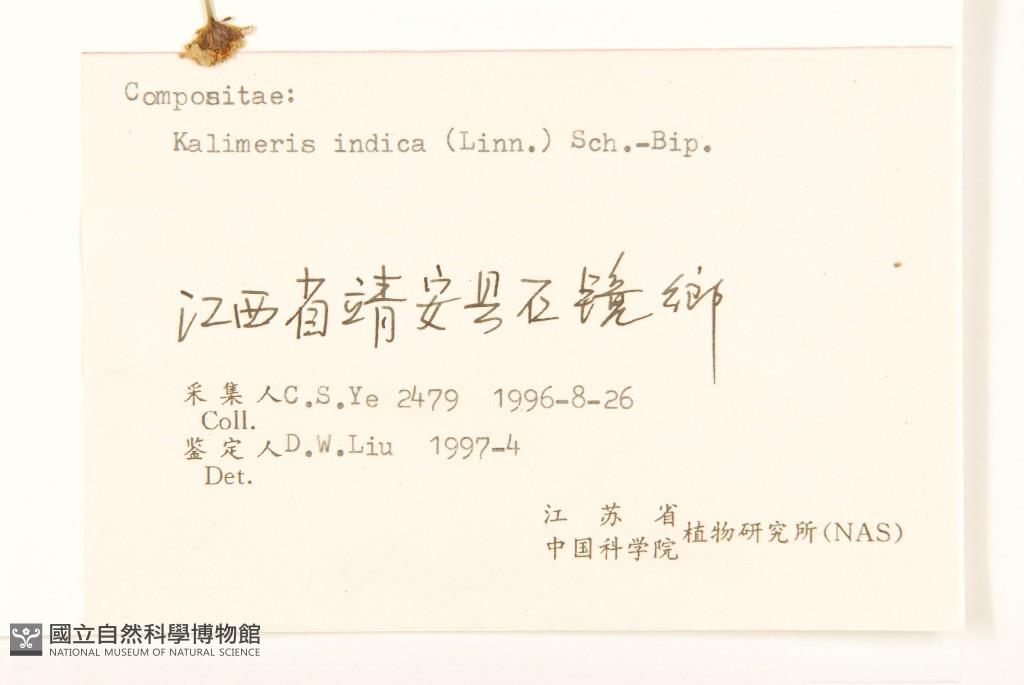 Compositae:
Kalimeris indica (Linn.) Sch.-Bip.
江西省靖安县石镜鄉
采集人 C.S.Ye 2479 1996-8-26
Coll.
鉴定人 D.W.Liu 1997-4
Det.
江苏省
中国科学院 植物研究所(NAS)
國立自然科學博物館
NATIONAL MUSEUM OF NATURAL SCIENCE